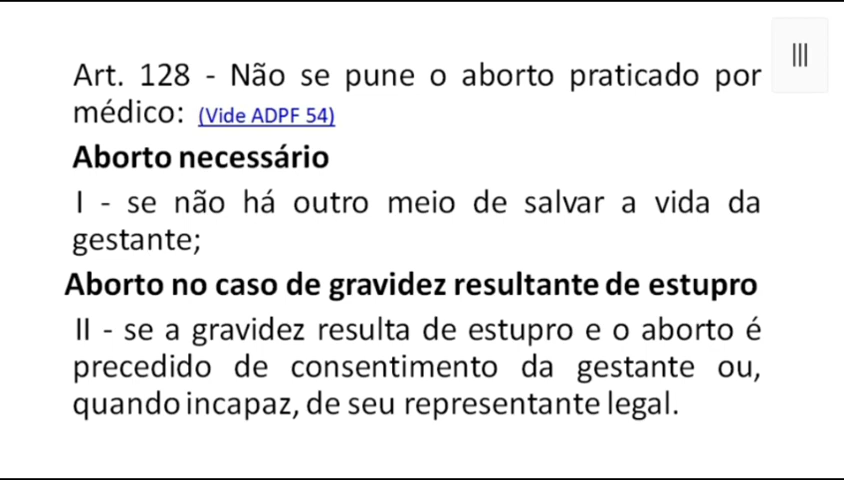 Art. 128 - Não se pune o aborto praticado por
médico: (Vide ADPF 54)
Aborto necessário
I - se não há outro meio de salvar a vida da
gestante;
Aborto no caso de gravidez resultante de estupro
II - se a gravidez resulta de estupro e o aborto é
precedido de consentimento da gestante ou,
quando incapaz, de seu representante legal.